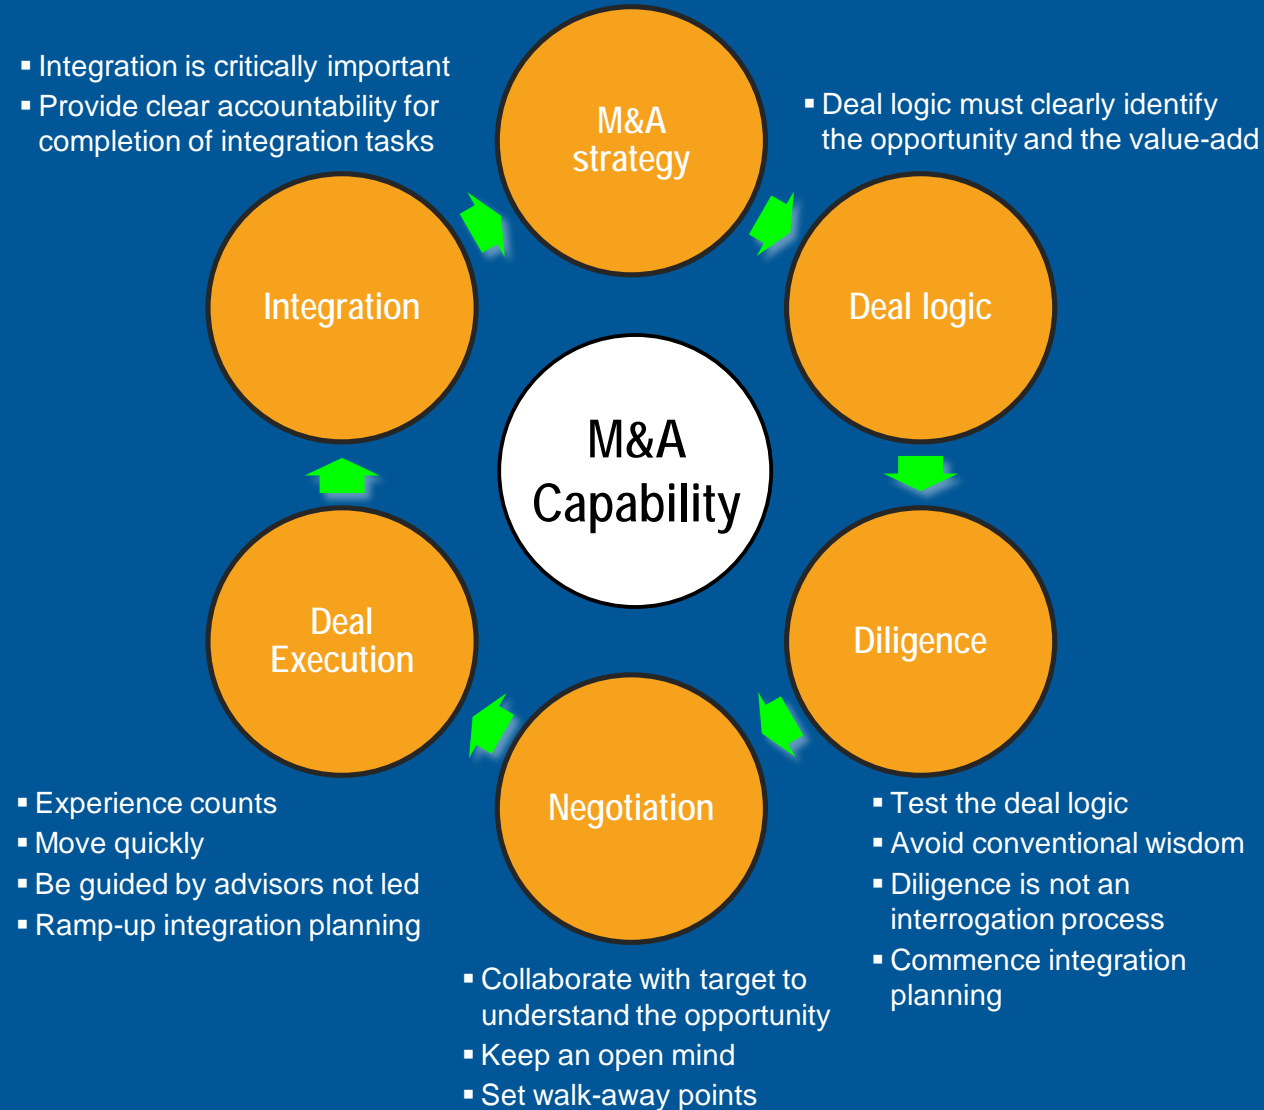 ▪ Integration is critically important
▪ Provide clear accountability for
completion of integration tasks
M&A
strategy
▪ Deal logic must clearly identify
the opportunity and the value-add
Integration
Deal logic
M&A
Capability
Deal
Execution
Diligence
Negotiation
▪ Experience counts
▪ Move quickly
▪ Be guided by advisors not led
▪ Ramp-up integration planning
▪ Test the deal logic
▪ Avoid conventional wisdom
▪ Diligence is not an
interrogation process
▪ Commence integration
planning
▪ Collaborate with target to
understand the opportunity
▪ Keep an open mind
▪ Set walk-away points